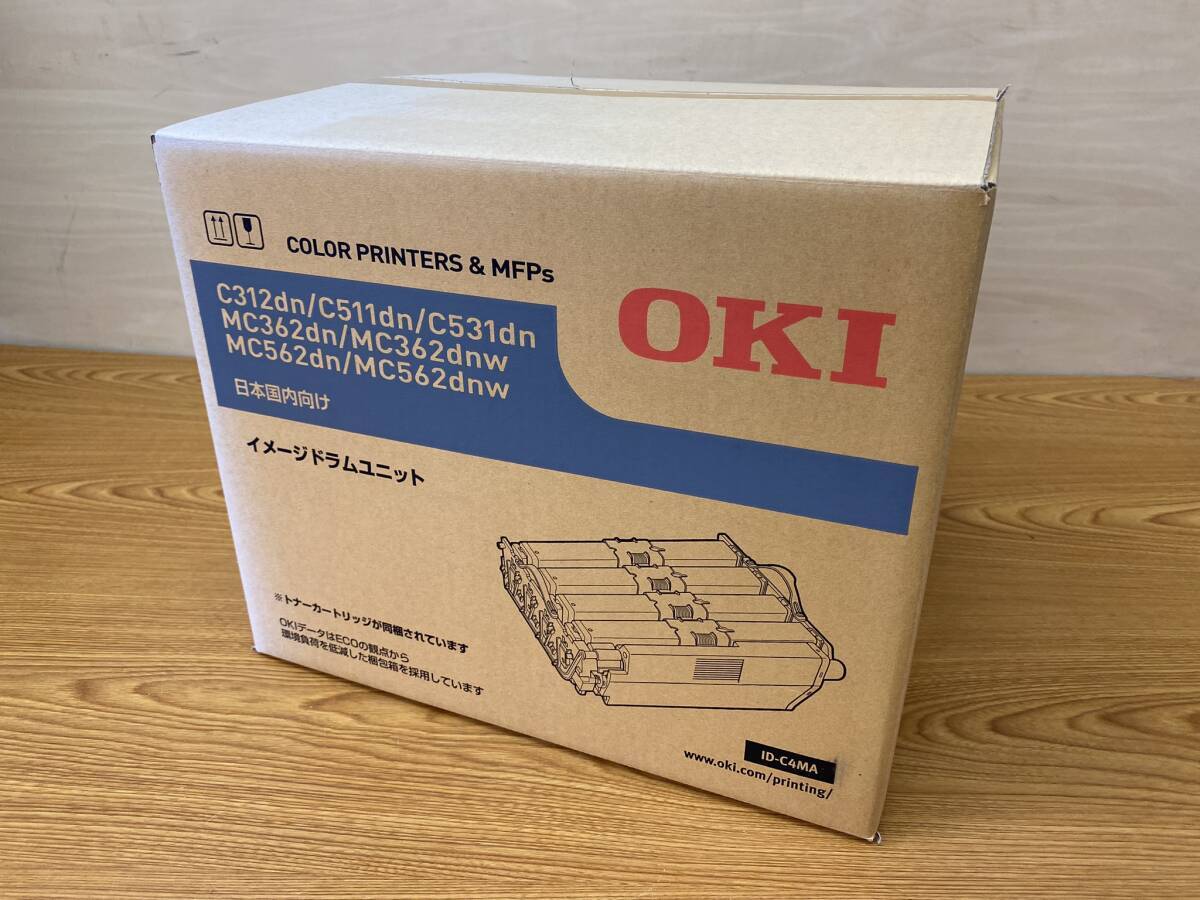 COLOR PRINTERS & MFPs
OKI
C312dn/C511dn/C531dn
MC362dn/MC362dnw
MC562dn/MC562dnw
日本国内向け
イメージドラムユニット
※トナーカートリッジが同梱されています
OKIデータはECOの観点から
環境負荷を低減した梱包箱を採用しています
ID-C4MA
www.oki.com/printing/